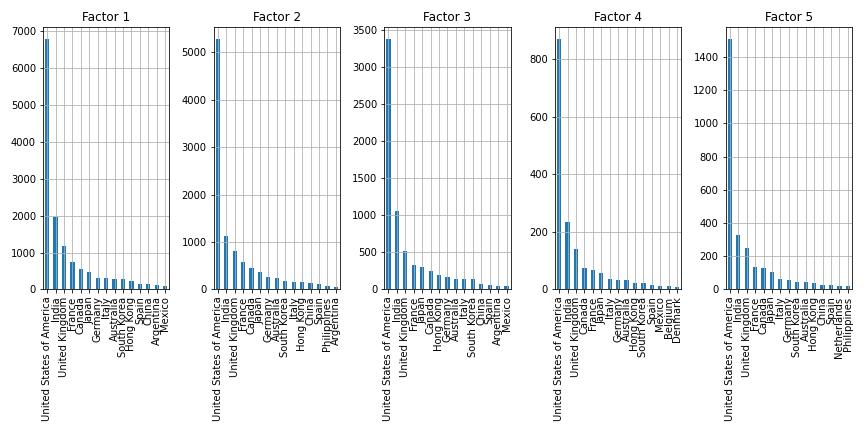 Factor 1
7000
6000
5000
4000
3000
2000
1000
0
United States of America
India
United Kingdom
France
Canada
Japan
Germany
Italy
Australia
South Korea
Hong Kong
Spain
China
Argentina
Mexico
Factor 2
5000
4000
3000
2000
1000
0
United States of America
India
United Kingdom
France
Canada
Japan
Germany
Australia
South Korea
Italy
Hong Kong
China
Spain
Philippines
Argentina
Factor 3
3500
3000
2500
2000
1500
1000
500
0
United States of America
India
United Kingdom
France
Japan
Canada
Hong Kong
Germany
Australia
Italy
South Korea
China
Spain
Argentina
Mexico
Factor 4
800
600
400
200
0
United States of America
India
United Kingdom
Canada
France
Japan
Italy
Germany
Australia
Hong Kong
South Korea
Spain
Mexico
Belgium
Denmark
Factor 5
1400
1200
1000
800
600
400
200
0
United States of America
India
United Kingdom
France
Canada
Japan
Italy
Germany
South Korea
Australia
Hong Kong
China
Spain
Netherlands
Philippines